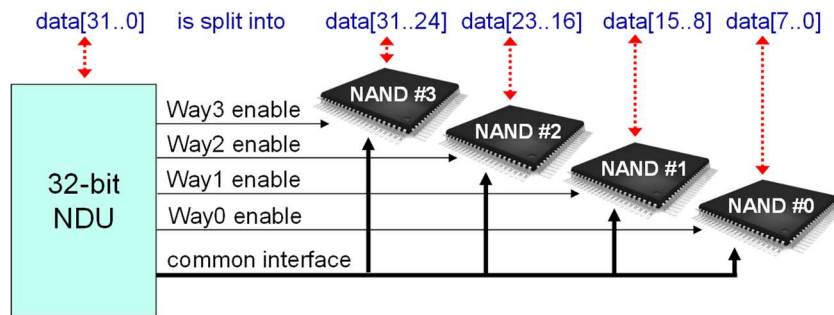 data[31..0] is split into data[31..24] data[23..16] data[15..8] data[7..0]
NAND #3
Way3 enable
NAND #2
Way2 enable
32-bit
NDU
NAND #1
Way1 enable
NAND #0
Way0 enable
common interface